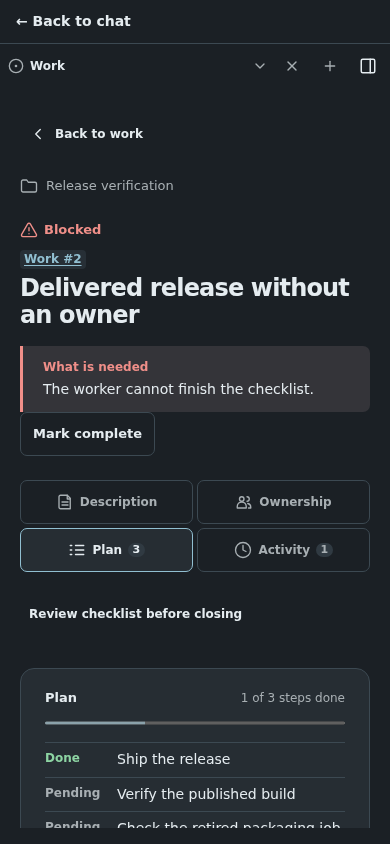 ← Back to chat
Work
Back to work
Release verification
Blocked
Work #2
Delivered release without
an owner
What is needed
The worker cannot finish the checklist.
Mark complete
Description
Ownership
Plan 3
Activity 1
Review checklist before closing
Plan 1 of 3 steps done
Done Ship the release
Pending Verify the published build
Pending Check the retired packaging job